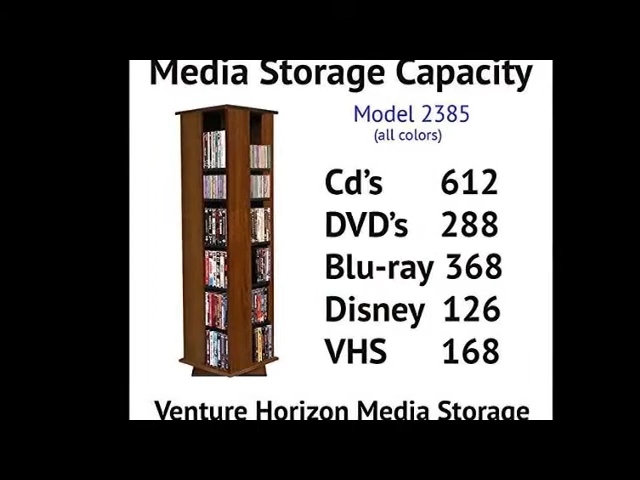 Media Storage Capacity
Model 2385
(all colors)
Cd's 612
DVD's 288
Blu-ray 368
Disney 126
VHS 168
Venture Horizon Media Storage